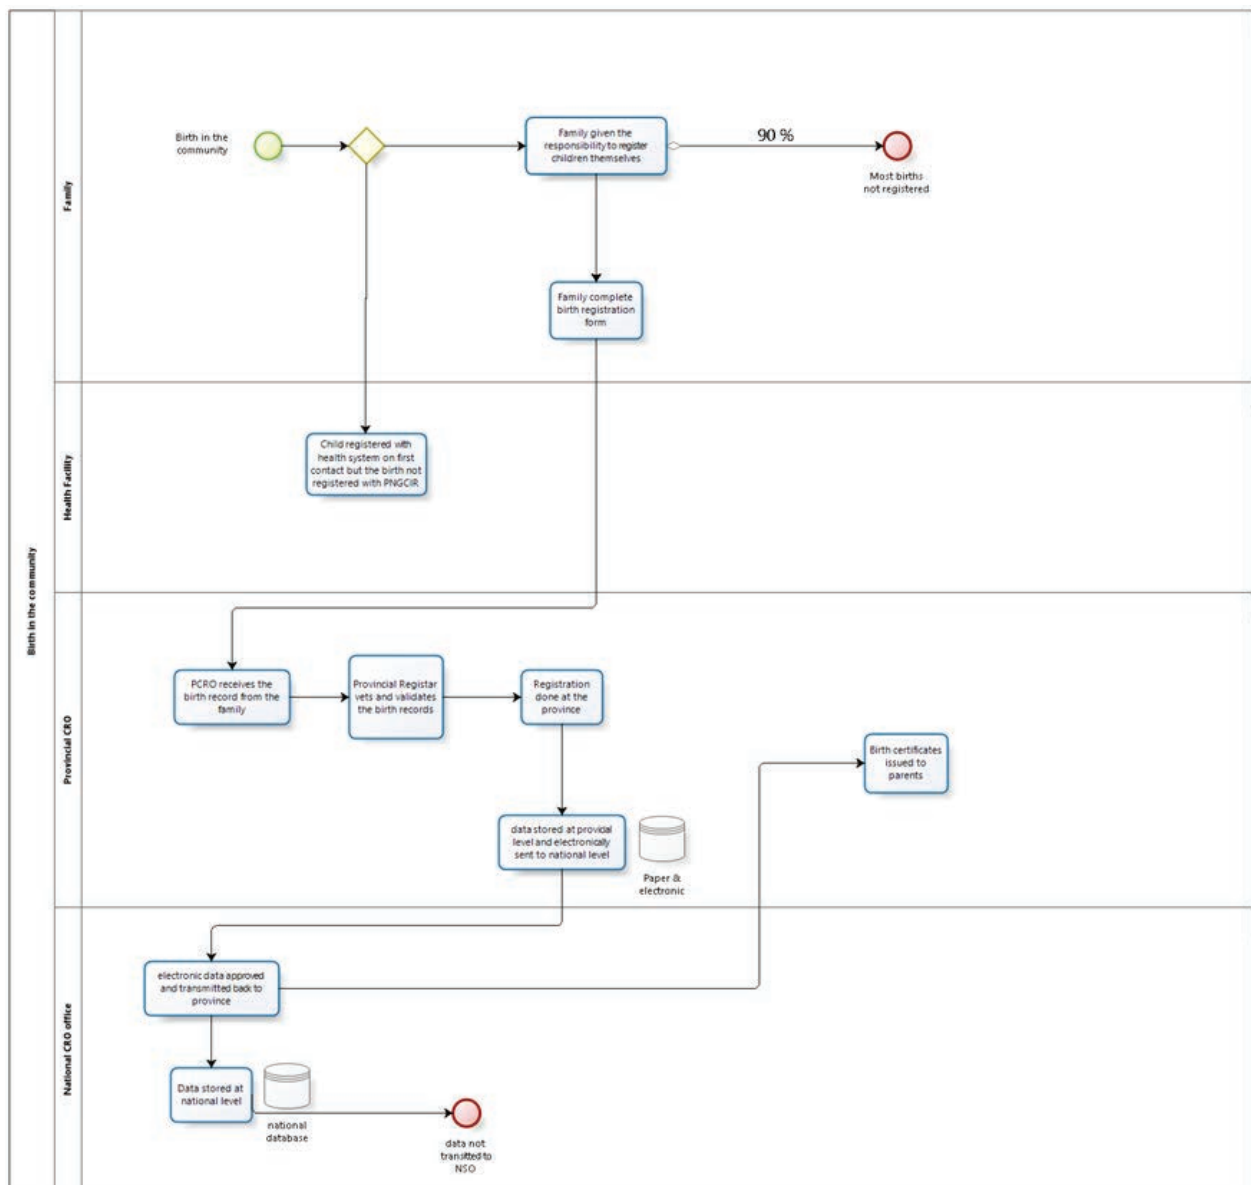 Birth in the community
Family
Birth in the
community
Family given the
responsibility to register
children themselves
90 %
Most births
not registered
Family complete
birth registration
form
Health Facility
Child registered with
health system on first
contact but the birth not
registered with PNGCIR
Provincial CRO
PCRO receives the
birth record from the
family
Provincial Registar
vets and validates
the birth records
Registration
done at the
province
Birth certificates
issued to
parents
data stored at providal
level and electronically
sent to national level
Paper &
electronic
National CRO office
electronic data approved
and transmitted back to
province
Data stored at
national level
national
database
data not
transitted to
NSO